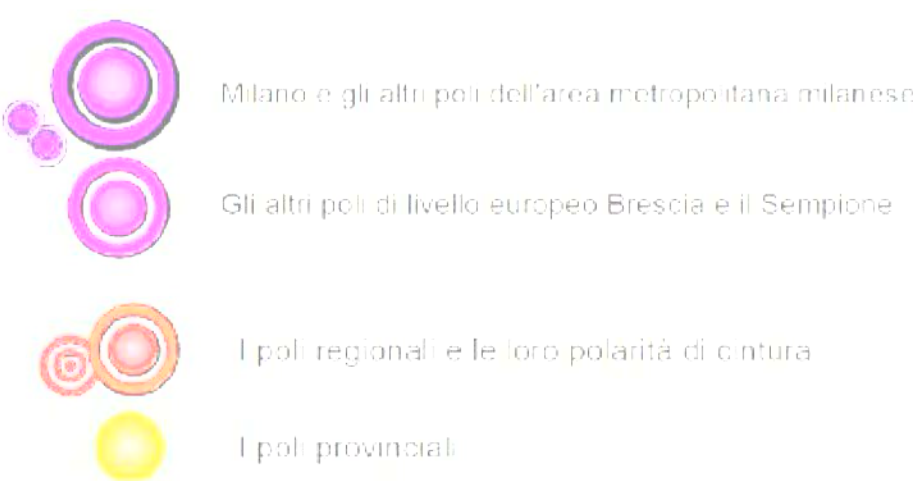 Milano e gli altri poli dell'area metropolitana milanese
Gli altri poli di livello europeo Brescia e il Sempione
I poli regionali e le loro polarità di cintura
I poli provinciali